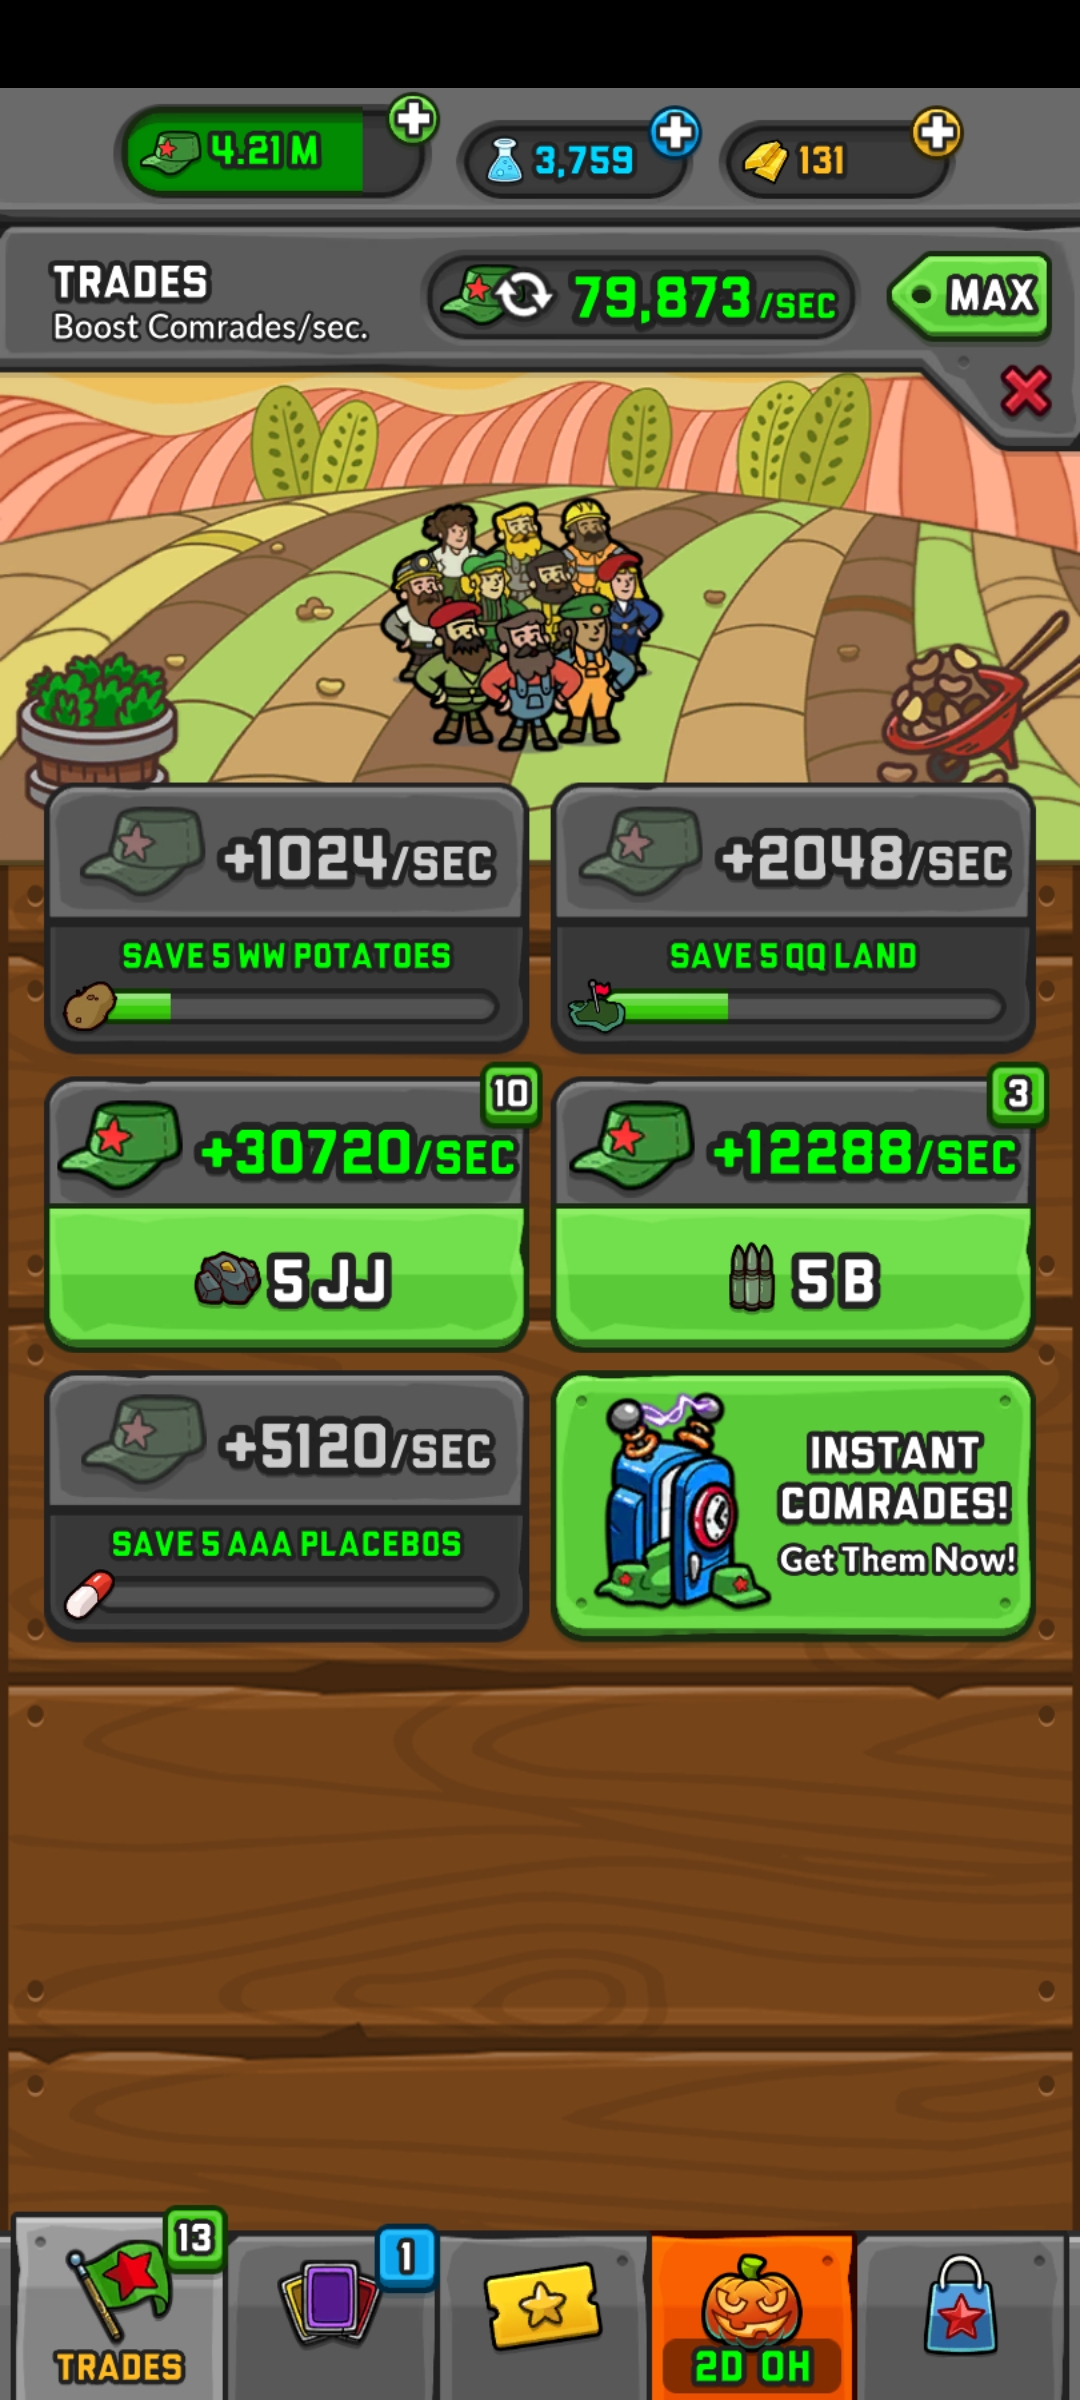 4.21 M
3,759
131
TRADES
Boost Comrades/sec.
79,873/SEC
MAX
+1024/SEC
SAVE 5 WW POTATOES
+2048/SEC
SAVE 5 QQ LAND
10
+30720/SEC
5 JJ
3
+12288/SEC
5 B
+5120/SEC
SAVE 5 AAA PLACEBOS
INSTANT
COMRADES!
Get Them Now!
13
TRADES
1
2D 0H